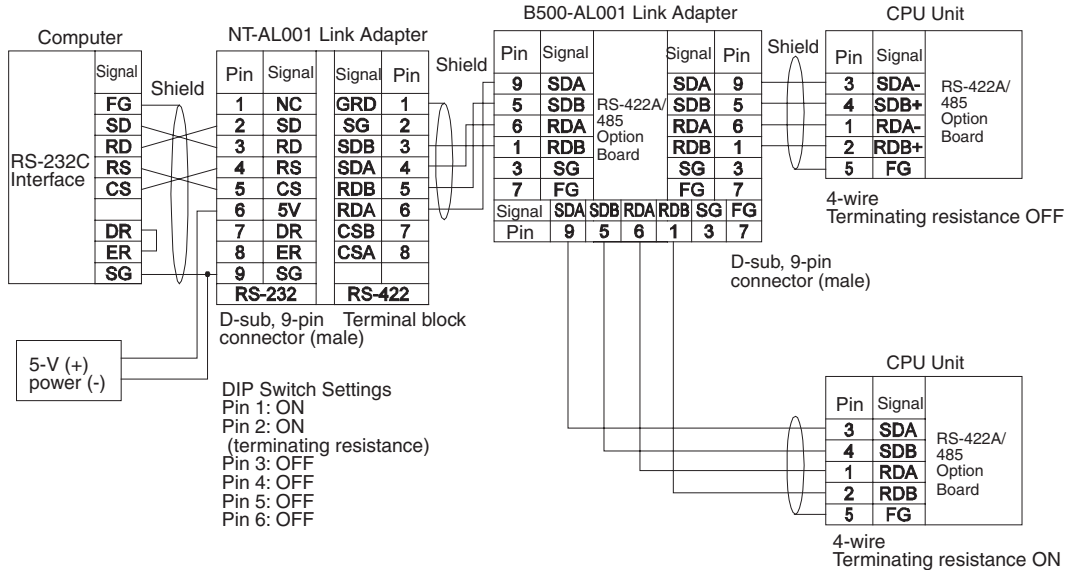 Computer
Signal
Shield
FG
SD
RD
RS
CS
DR
ER
SG
RS-232C
Interface
NT-AL001 Link Adapter
Pin Signal Signal Pin
1 NC GRD 1
2 SD SG 2
3 RD SDB 3
4 RS SDA 4
5 CS RDB 5
6 5V RDA 6
7 DR CSB 7
8 ER CSA 8
9 SG
RS-232 RS-422
D-sub, 9-pin Terminal block
connector (male)
Shield
5-V (+)
power (-)
DIP Switch Settings
Pin 1: ON
Pin 2: ON
(terminating resistance)
Pin 3: OFF
Pin 4: OFF
Pin 5: OFF
Pin 6: OFF
B500-AL001 Link Adapter
Pin Signal Signal Pin
9 SDA SDA 9
5 SDB SDB 5
6 RDA RDA 6
1 RDB RDB 1
3 SG SG 3
7 FG FG 7
RS-422A/
485
Option
Board
Signal SDA SDB RDA RDB SG FG
Pin 9 5 6 1 3 7
D-sub, 9-pin
connector (male)
Shield
CPU Unit
Pin Signal
3 SDA-
4 SDB+
1 RDA-
2 RDB+
5 FG
RS-422A/
485
Option
Board
4-wire
Terminating resistance OFF
CPU Unit
Pin Signal
3 SDA
4 SDB
1 RDA
2 RDB
5 FG
RS-422A/
485
Option
Board
4-wire
Terminating resistance ON